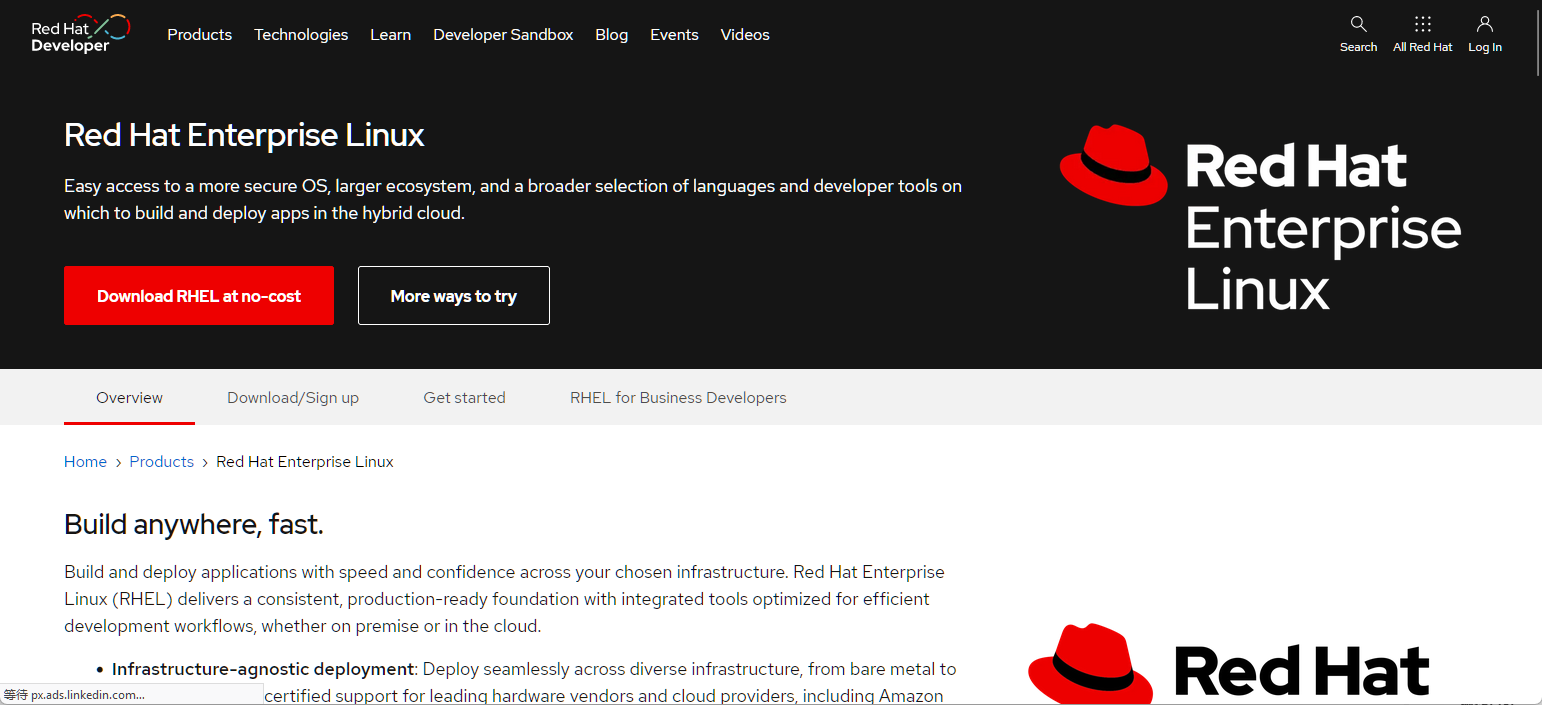 Red Hat
Developer
Products Technologies Learn Developer Sandbox Blog Events Videos
Search All Red Hat Log In
Red Hat Enterprise Linux
Easy access to a more secure OS, larger ecosystem, and a broader selection of languages and developer tools on
which to build and deploy apps in the hybrid cloud.
Download RHEL at no-cost More ways to try
Red Hat
Enterprise
Linux
Overview Download/Sign up Get started RHEL for Business Developers
Home › Products › Red Hat Enterprise Linux
Build anywhere, fast.
Build and deploy applications with speed and confidence across your chosen infrastructure. Red Hat Enterprise
Linux (RHEL) delivers a consistent, production-ready foundation with integrated tools optimized for efficient
development workflows, whether on premise or in the cloud.
• Infrastructure-agnostic deployment: Deploy seamlessly across diverse infrastructure, from bare metal to
certified support for leading hardware vendors and cloud providers, including Amazon
Red Hat
等待 px.ads.linkedin.com...